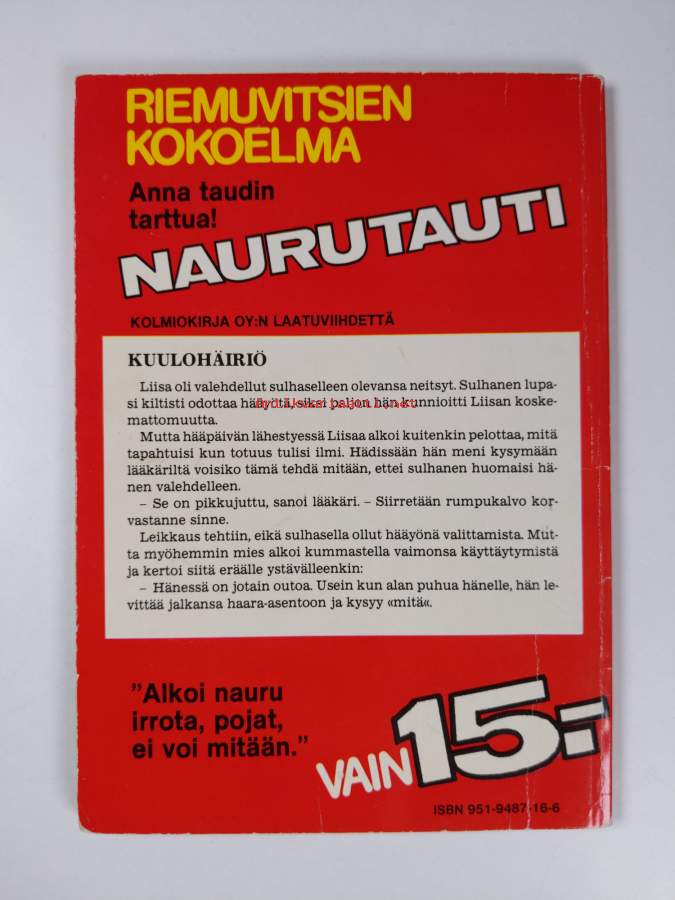 RIEMUVITSIEN
KOKOELMA
Anna taudin
tarttua!
NAURUTAUTI
KOLMIOKIRJA OY:N LAATUVIIHDETTÄ
KUULOHÄIRIÖ
Liisa oli valehdellut sulhaselleen olevansa neitsyt. Sulhanen lupa-
si kiltisti odottaa hääyötä, siksi paljon hän kunnioitti Liisan koske-
mattomuutta.
Mutta hääpäivän lähestyessä Liisaa alkoi kuitenkin pelottaa, mitä
tapahtuisi kun totuus tulisi ilmi. Hädissään hän meni kysymään
lääkäriltä voisiko tämä tehdä mitään, ettei sulhanen huomaisi hä-
nen valehdelleen.
– Se on pikkujuttu, sanoi lääkäri. – Siirretään rumpukalvo kor-
vastanne sinne.
Leikkaus tehtiin, eikä sulhasella ollut hääyönä valittamista. Mut-
ta myöhemmin mies alkoi kummastella vaimonsa käyttäytymistä
ja kertoi siitä eräälle ystävälleenkin:
– Hänessä on jotain outoa. Usein kun alan puhua hänelle, hän le-
vittää jalkansa haara-asentoon ja kysyy «mitä«.
"Alkoi nauru
irrota, pojat,
ei voi mitään."
VAIN 15:-
ISBN 951-9487-16-6